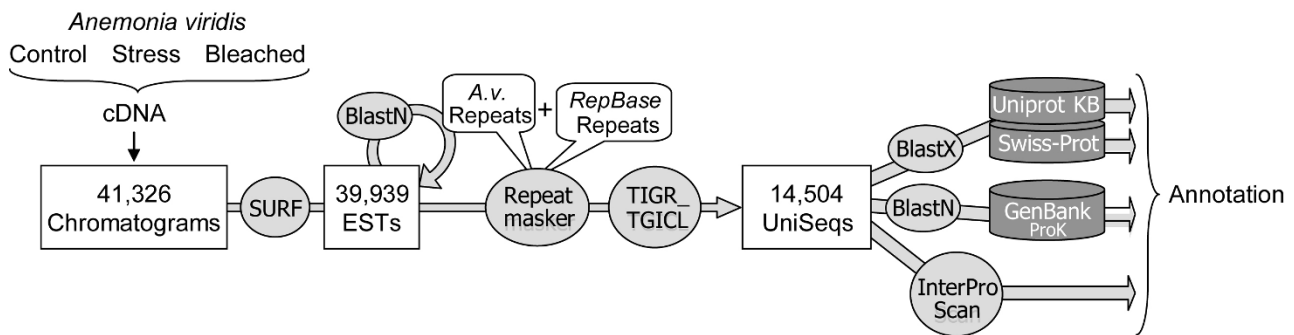 Anemonia viridis
Control Stress Bleached
cDNA
41,326
Chromatograms
SURF
39,939
ESTs
BlastN
A.v.
Repeats
+
RepBase
Repeats
Repeat
masker
TIGR_
TGICL
14,504
UniSeqs
BlastX
Uniprot KB
Swiss-Prot
BlastN
GenBank
ProK
InterPro
Scan
Annotation